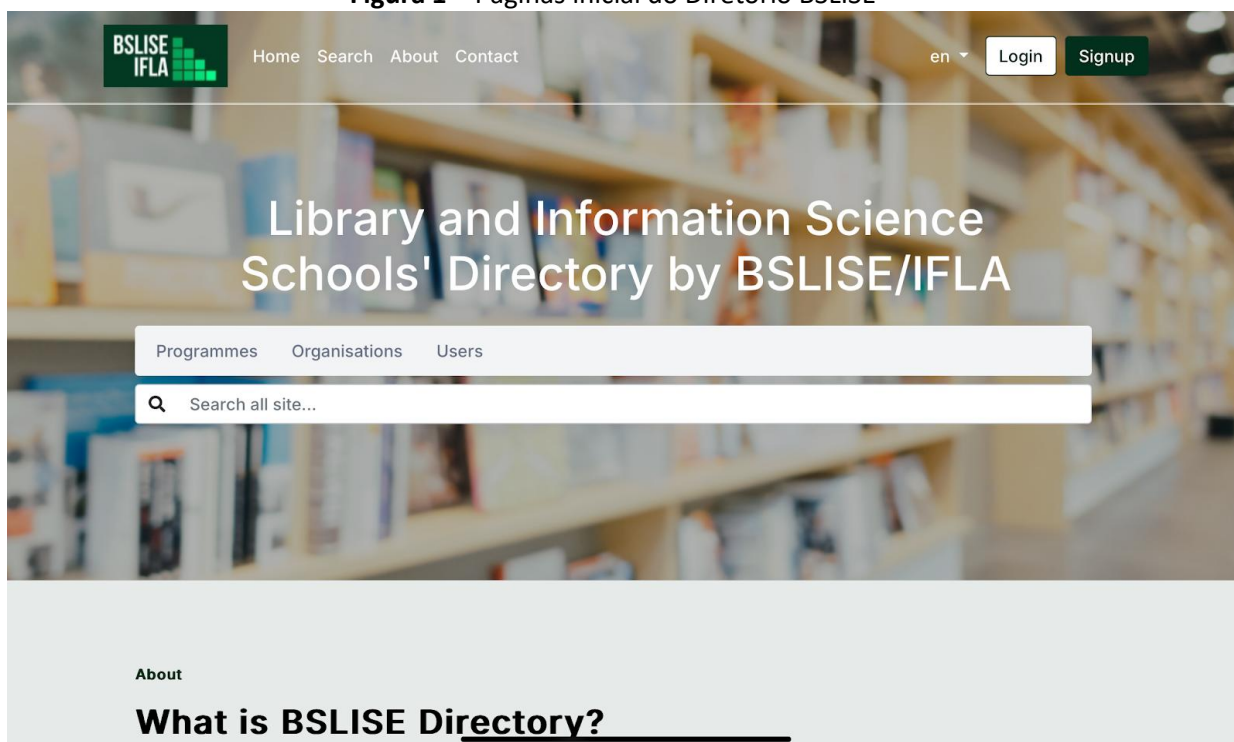 Figura 1 – Páginas inicial do Diretório BSLISE
BSLISE
IFLA
Home Search About Contact
en
Login
Signup
Library and Information Science
Schools' Directory by BSLISE/IFLA
Programmes Organisations Users
Search all site...
About
What is BSLISE Directory?